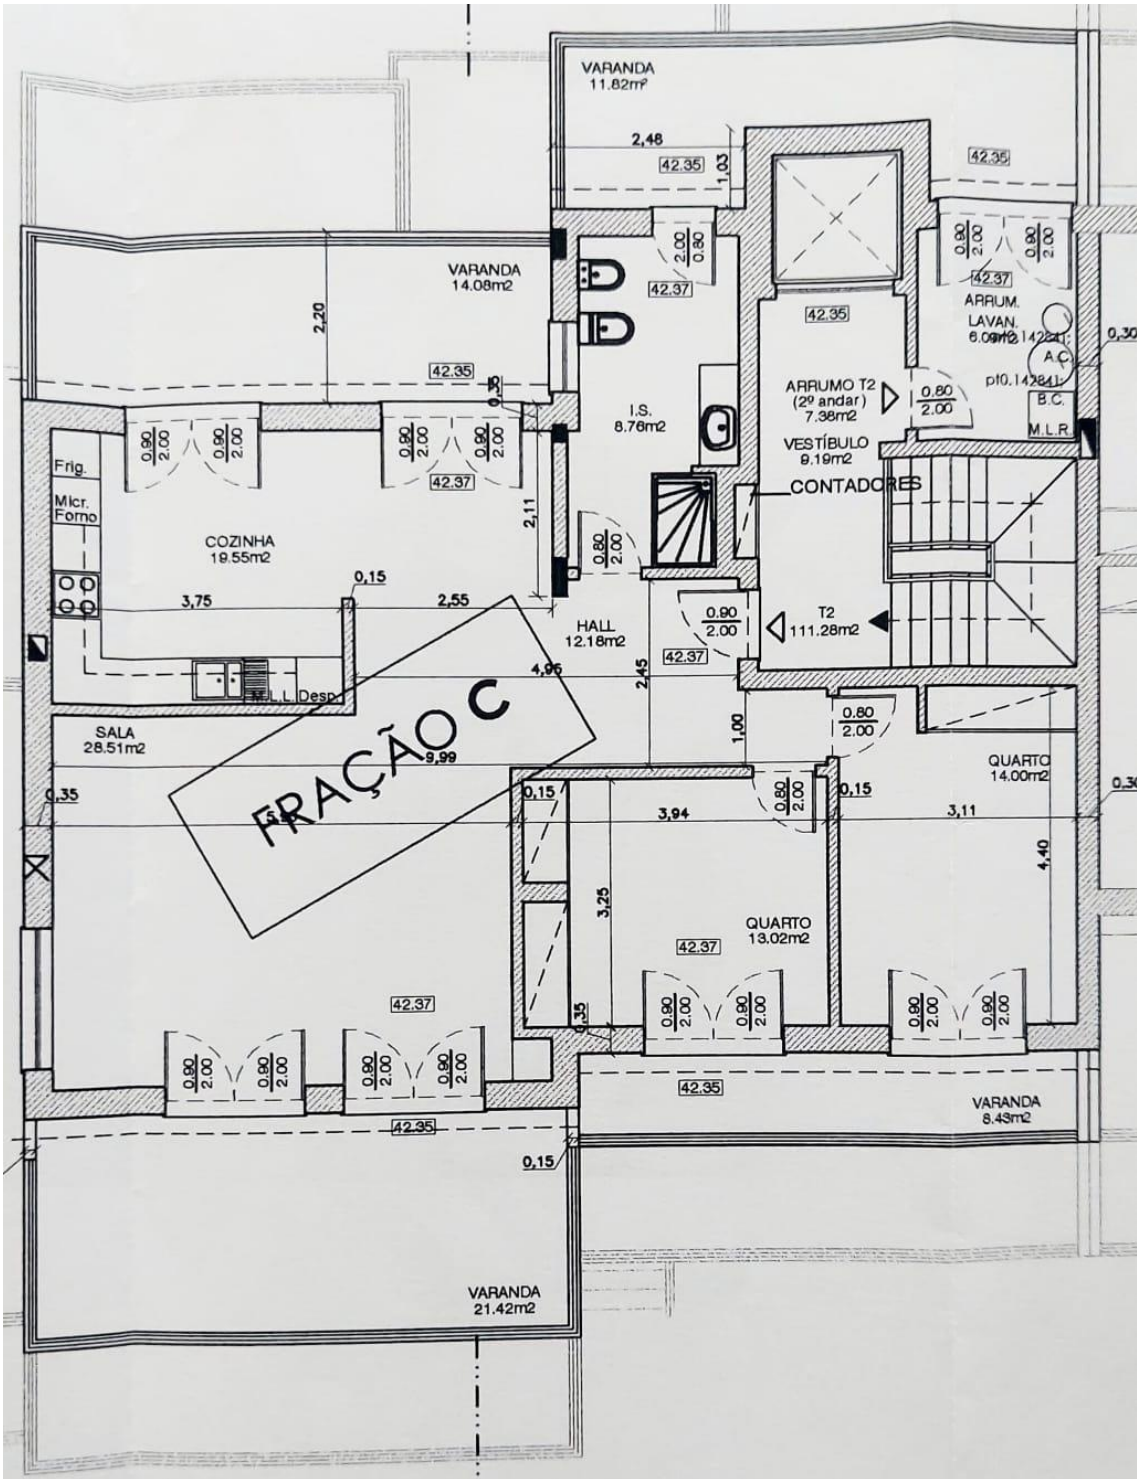 VARANDA
11.82m²
2,48
42.35
1,03
42.35
VARANDA
14.08m2
2,20
42.35
0,35
2.00
0.80
42.37
0.90
2.00
0.90
2.00
42.37
ARRUM.
LAVAN.
A.C.
B.C.
M.L.R.
0,30
42.35
ARRUMO T2
(2º andar)
7.38m2
0.80
2.00
VESTÍBULO
9.19m2
CONTADORES
I.S.
8.76m2
0.90
2.00
0.90
2.00
0.90
2.00
0.90
2.00
42.37
Frig.
Micr.
Forno
COZINHA
19.55m2
2,11
0.80
2.00
3,75
0,15
2,55
HALL
12.18m2
0.90
2.00
T2
111.28m2
42.37
4,95
2,45
M.L.L.
Desp.
SALA
28.51m2
FRAÇÃO C
9,99
1,00
0.80
2.00
QUARTO
14.00m2
0,35
0,15
3,94
0.80
2.00
0,15
3,11
0,30
4,40
3,25
QUARTO
13.02m2
42.37
42.37
0.90
2.00
0.90
2.00
0.90
2.00
0.90
2.00
0,35
0.90
2.00
0.90
2.00
0.90
2.00
0.90
2.00
42.35
42.35
VARANDA
8.43m2
0,15
VARANDA
21.42m2